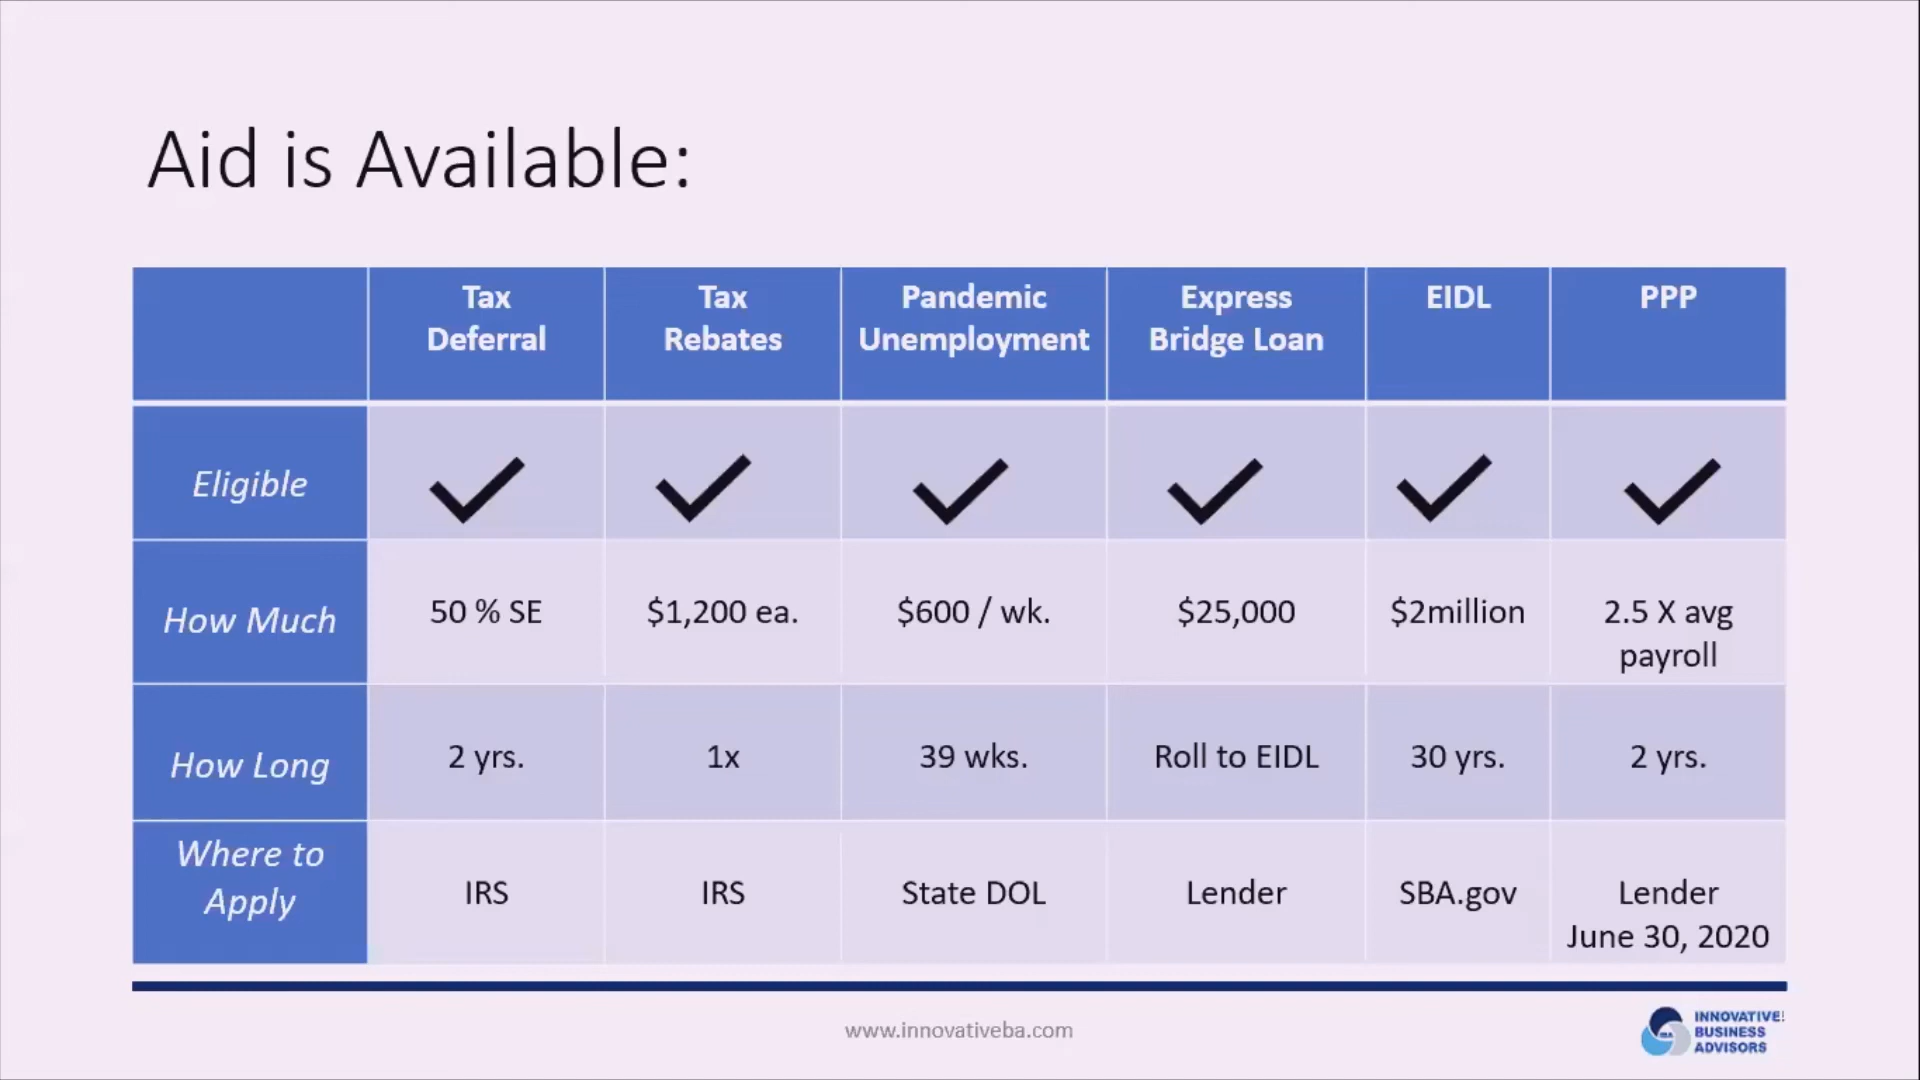 Aid is Available:
Tax Deferral
Tax Rebates
Pandemic Unemployment
Express Bridge Loan
EIDL
PPP
Eligible
How Much
50 % SE
$1,200 ea.
$600 / wk.
$25,000
$2million
2.5 X avg payroll
How Long
2 yrs.
1x
39 wks.
Roll to EIDL
30 yrs.
2 yrs.
Where to Apply
IRS
IRS
State DOL
Lender
SBA.gov
Lender
June 30, 2020
www.innovativeba.com
INNOVATIVE!
BUSINESS
ADVISORS